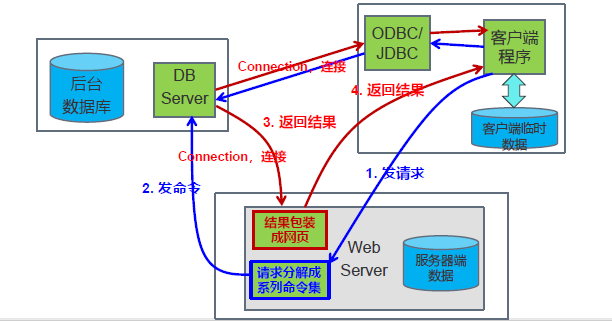 后台
数据库
DB
Server
Connection，连接
ODBC/
JDBC
客户端
程序
客户端临时
数据
4. 返回结果
3. 返回结果
Connection，连接
1. 发请求
2. 发命令
结果包装
成网页
请求分解成
系列命令集
Web
Server
服务器端
数据